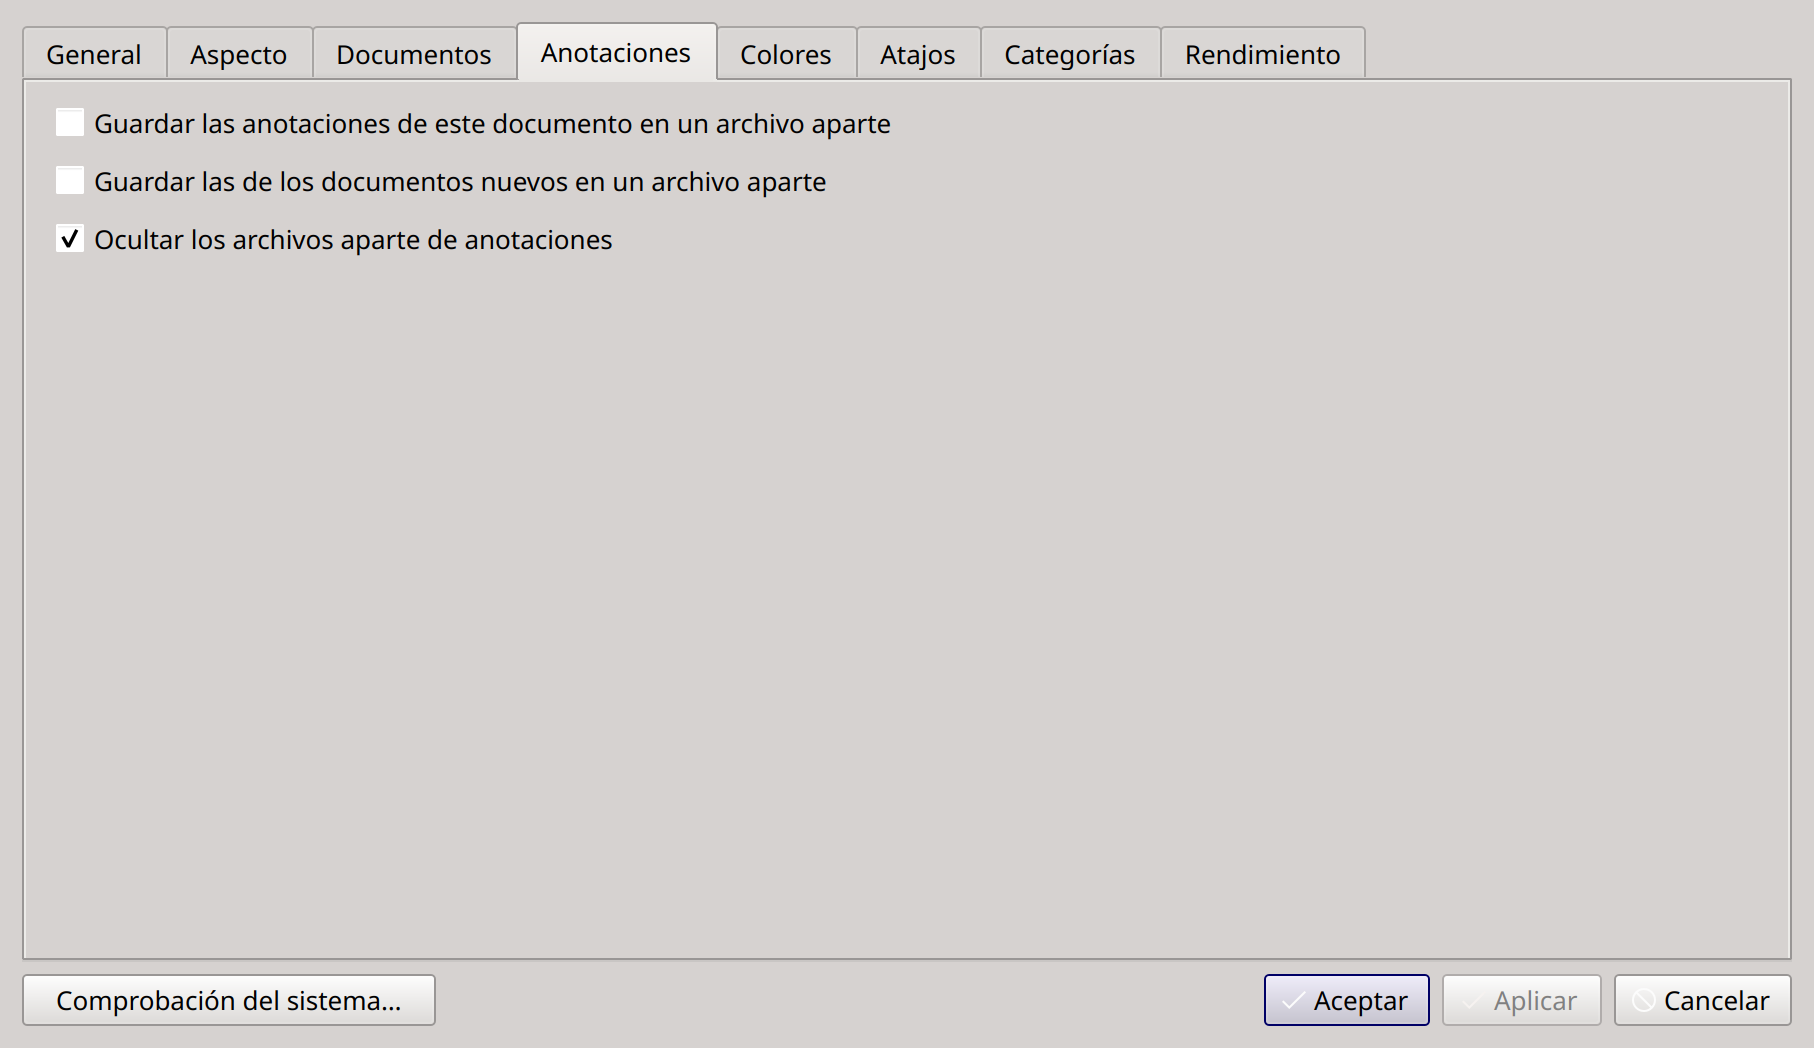 General Aspecto Documentos Anotaciones Colores Atajos Categorías Rendimiento
Guardar las anotaciones de este documento en un archivo aparte
Guardar las de los documentos nuevos en un archivo aparte
Ocultar los archivos aparte de anotaciones
Comprobación del sistema... Aceptar Aplicar Cancelar